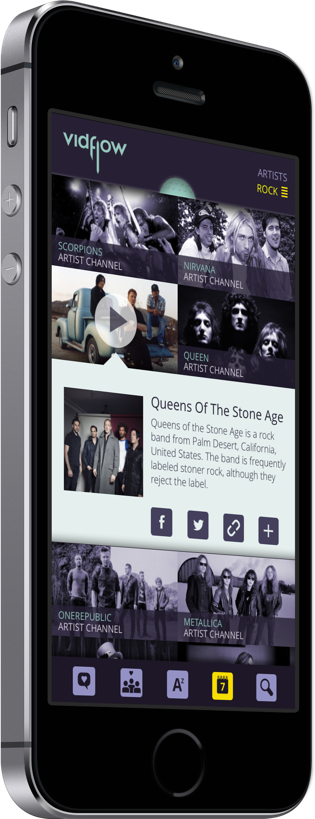 vidflow
ARTISTS
ROCK
SCORPIONS
ARTIST CHANNEL
NIRVANA
ARTIST CHANNEL
QUEEN
ARTIST CHANNEL
Queens Of The Stone Age
Queens of the Stone Age is a rock
band from Palm Desert, California,
United States. The band is frequently
labeled stoner rock, although they
reject the label.
f
ONEREPUBLIC
ARTIST CHANNEL
METALLICA
ARTIST CHANNEL
AZ
7